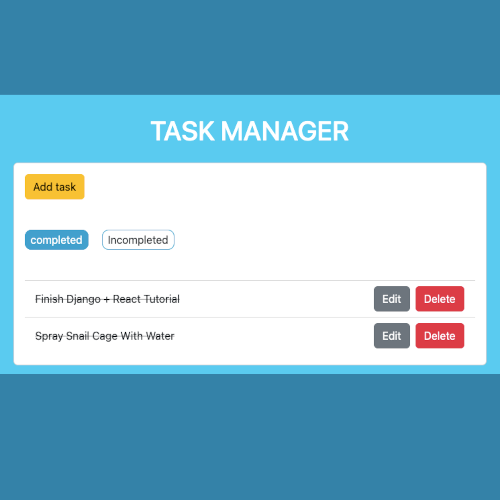 TASK MANAGER
Add task
completed Incompleted
Finish Django + React Tutorial Edit Delete
Spray Snail Cage With Water Edit Delete